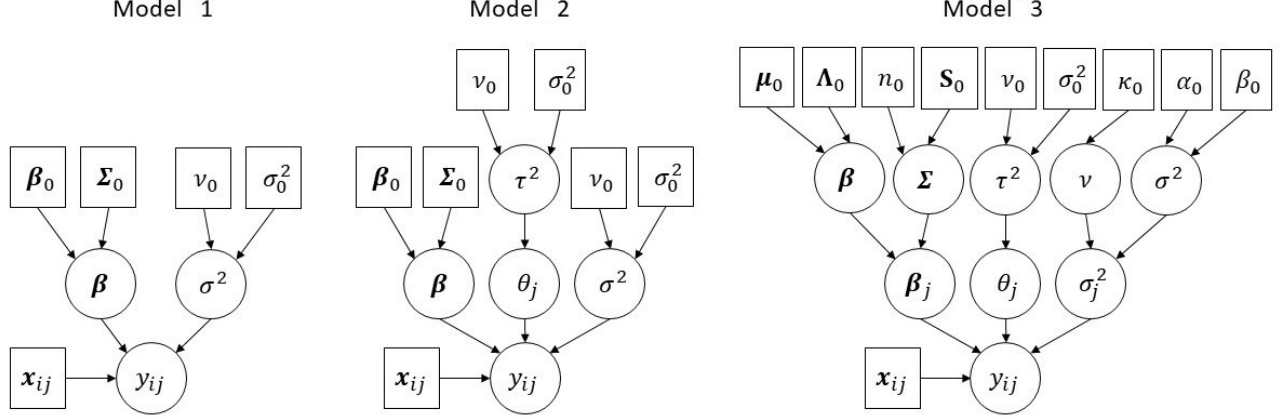 Model 1 Model 2 Model 3
ν₀ σ₀² μ₀ Λ₀ n₀ S₀ ν₀ σ₀² κ₀ α₀ β₀
β₀ Σ₀ ν₀ σ₀² β₀ Σ₀ τ² ν₀ σ₀² β Σ τ² ν σ²
β σ² β θⱼ σ² βⱼ θⱼ σⱼ²
xᵢⱼ yᵢⱼ xᵢⱼ yᵢⱼ xᵢⱼ yᵢⱼ